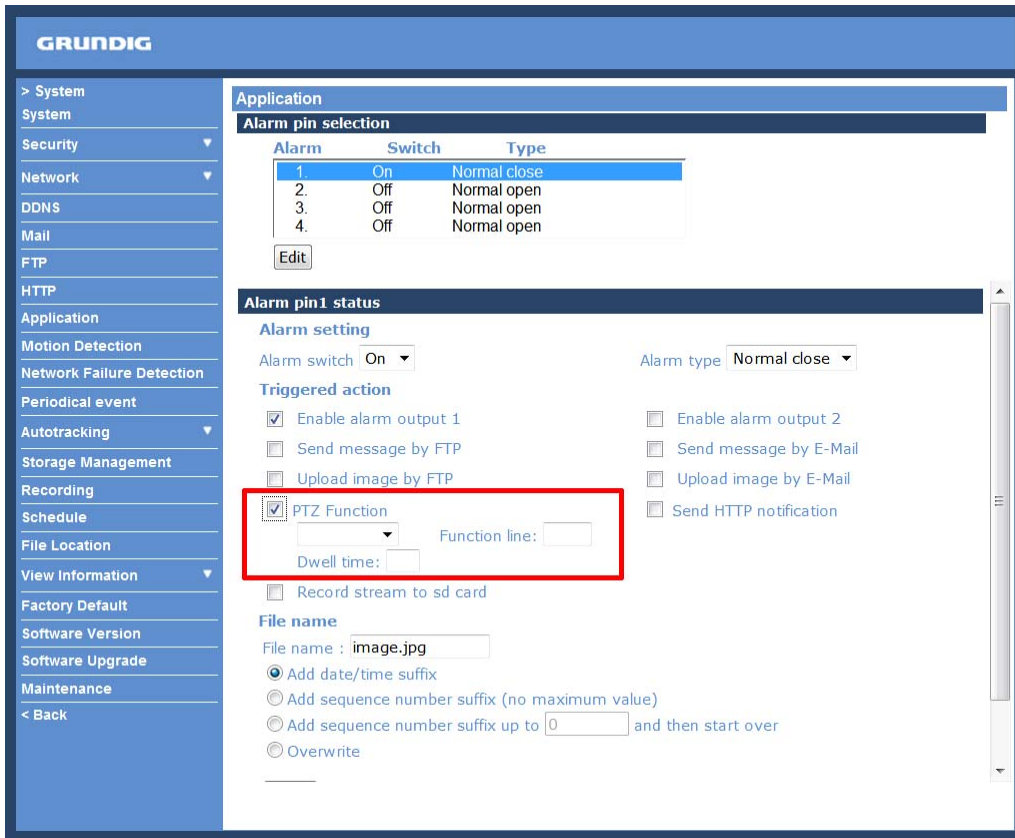 GRUNDIG
> System
System
Security
Network
DDNS
Mail
FTP
HTTP
Application
Motion Detection
Network Failure Detection
Periodical event
Autotracking
Storage Management
Recording
Schedule
File Location
View Information
Factory Default
Software Version
Software Upgrade
Maintenance
< Back
Application
Alarm pin selection
Alarm Switch Type
1. On Normal close
2. Off Normal open
3. Off Normal open
4. Off Normal open
Edit
Alarm pin1 status
Alarm setting
Alarm switch On Alarm type Normal close
Triggered action
Enable alarm output 1 Enable alarm output 2
Send message by FTP Send message by E-Mail
Upload image by FTP Upload image by E-Mail
PTZ Function Send HTTP notification
Function line:
Dwell time:
Record stream to sd card
File name
File name : image.jpg
Add date/time suffix
Add sequence number suffix (no maximum value)
Add sequence number suffix up to 0 and then start over
Overwrite